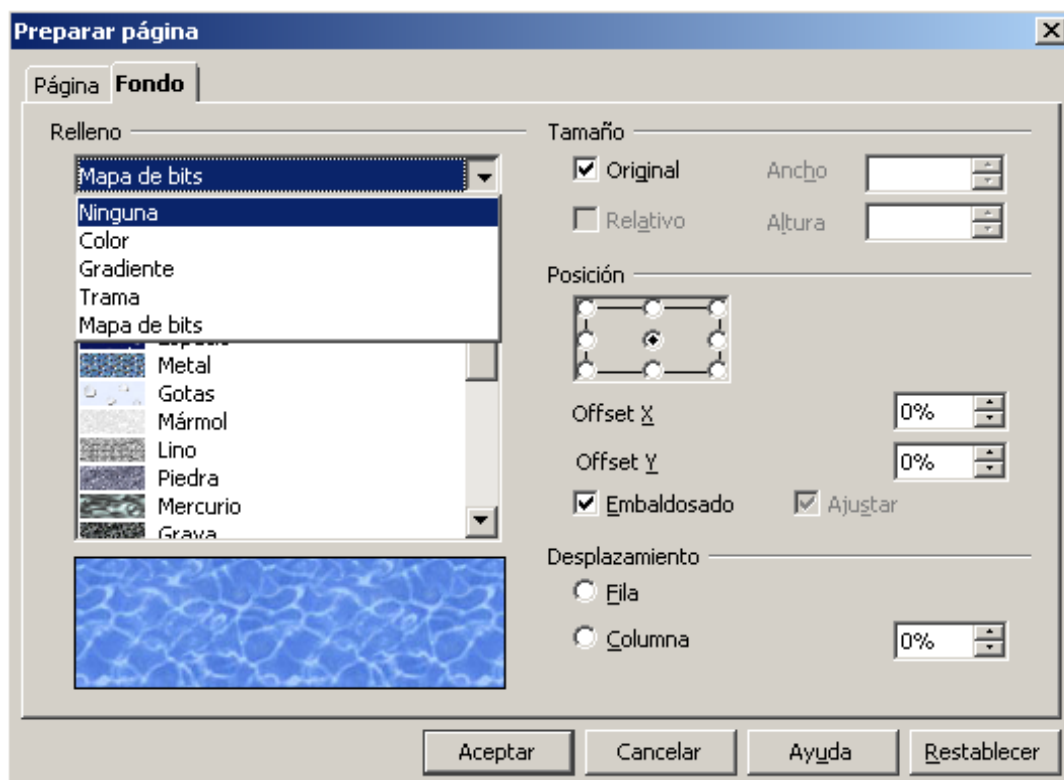 Preparar página
Página Fondo
Relleno
Mapa de bits
Ninguna
Color
Gradiente
Trama
Mapa de bits
Metal
Gotas
Mármol
Lino
Piedra
Mercurio
Grava
Tamaño
Original Ancho
Relativo Altura
Posición
Offset X 0%
Offset Y 0%
Embaldosado Ajustar
Desplazamiento
Fila
Columna 0%
Aceptar Cancelar Ayuda Restablecer